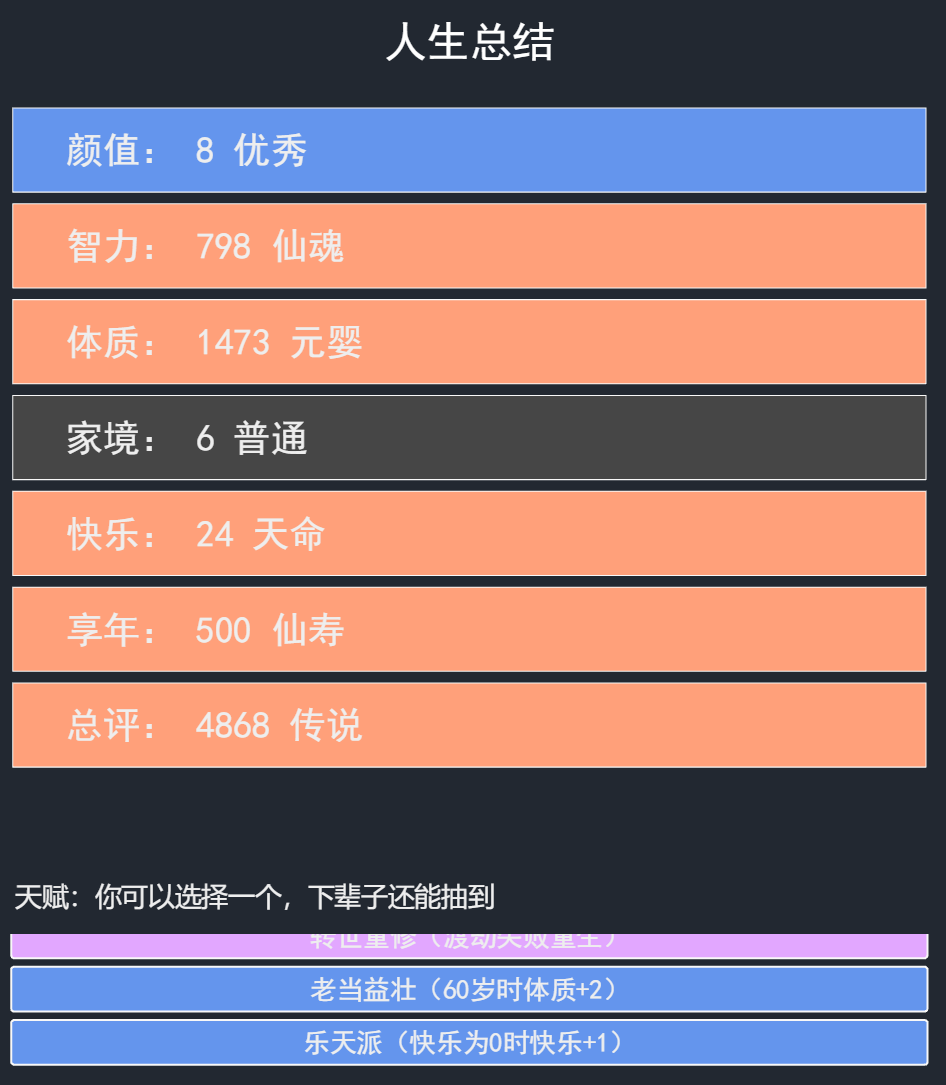 人生总结
颜值： 8 优秀
智力： 798 仙魂
体质： 1473 元婴
家境： 6 普通
快乐： 24 天命
享年： 500 仙寿
总评： 4868 传说
天赋：你可以选择一个，下辈子还能抽到
转世重修（渡劫失败重生）
老当益壮（60岁时体质+2）
乐天派（快乐为0时快乐+1）